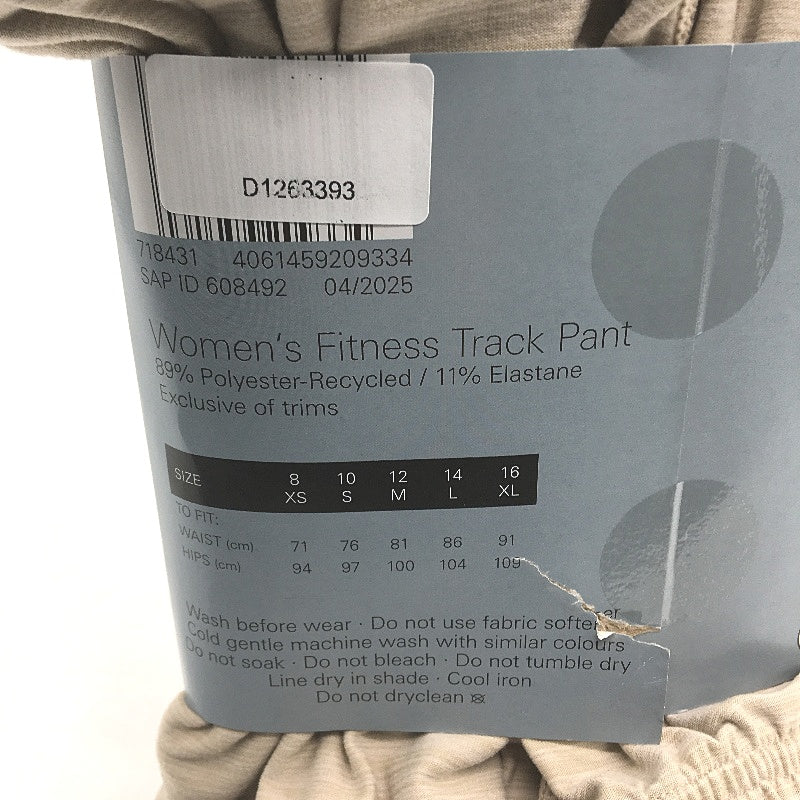 D1263393
718431 4061459209334
SAP ID 608492 04/2025
Women's Fitness Track Pant
89% Polyester-Recycled / 11% Elastane
Exclusive of trims
SIZE 8 10 12 14 16
XS S M L XL
TO FIT:
WAIST (cm) 71 76 81 86 91
HIPS (cm) 94 97 100 104 109
Wash before wear · Do not use fabric softener
Cold gentle machine wash with similar colours
Do not soak · Do not bleach · Do not tumble dry
Line dry in shade · Cool iron
Do not dryclean